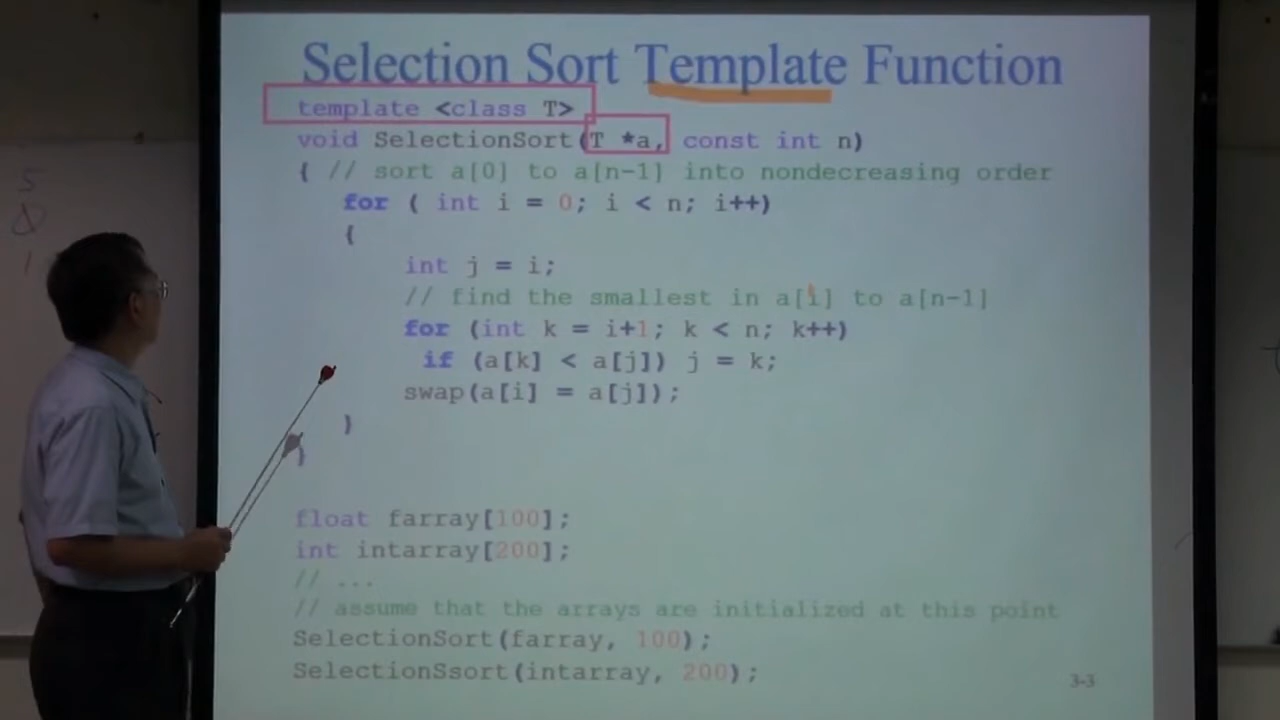 Selection Sort Template Function
template <class T>
void SelectionSort(T *a, const int n)
{ // sort a[0] to a[n-1] into nondecreasing order
for ( int i = 0; i < n; i++)
{
int j = i;
// find the smallest in a[i] to a[n-1]
for (int k = i+1; k < n; k++)
if (a[k] < a[j]) j = k;
swap(a[i] = a[j]);
}
}
float farray[100];
int intarray[200];
// ...
// assume that the arrays are initialized at this point
SelectionSort(farray, 100);
SelectionSsort(intarray, 200);
3-3